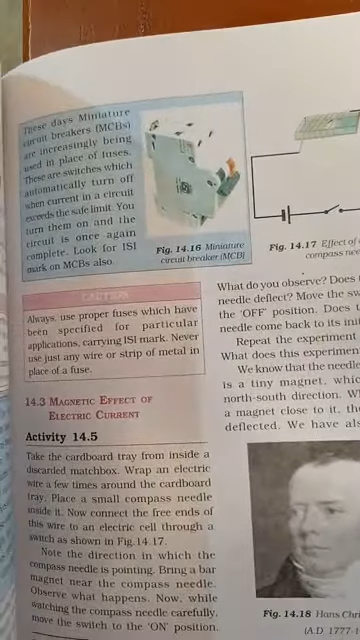 These days Miniature
circuit breakers (MCBs)
are increasingly being
used in place of fuses.
These are switches which
automatically turn off
when current in a circuit
exceeds the safe limit. You
turn them on and the
circuit is once again
complete. Look for ISI
mark on MCBs also.
Fig. 14.16 Miniature
circuit breaker (MCB)
Fig. 14.17 Effect of
compass
CAUTION
Always, use proper fuses which have
been specified for particular
applications, carrying ISI mark. Never
use just any wire or strip of metal in
place of a fuse.
14.3 MAGNETIC EFFECT OF
ELECTRIC CURRENT
Activity 14.5
Take the cardboard tray from inside a
discarded matchbox. Wrap an electric
wire a few times around the cardboard
tray. Place a small compass needle
inside it. Now connect the free ends of
this wire to an electric cell through a
switch as shown in Fig.14.17.
Note the direction in which the
compass needle is pointing. Bring a bar
magnet near the compass needle.
Observe what happens. Now, while
watching the compass needle carefully,
move the switch to the 'ON' position.
What do you observe? Does
needle deflect? Move the
the 'OFF' position. Does
needle come back to its
Repeat the experiment
What does this
We know that the needle
is a tiny magnet,
north-south direction.
a magnet close to it,
deflected. We have
Fig. 14.18 Hans
(A.D. 1777-